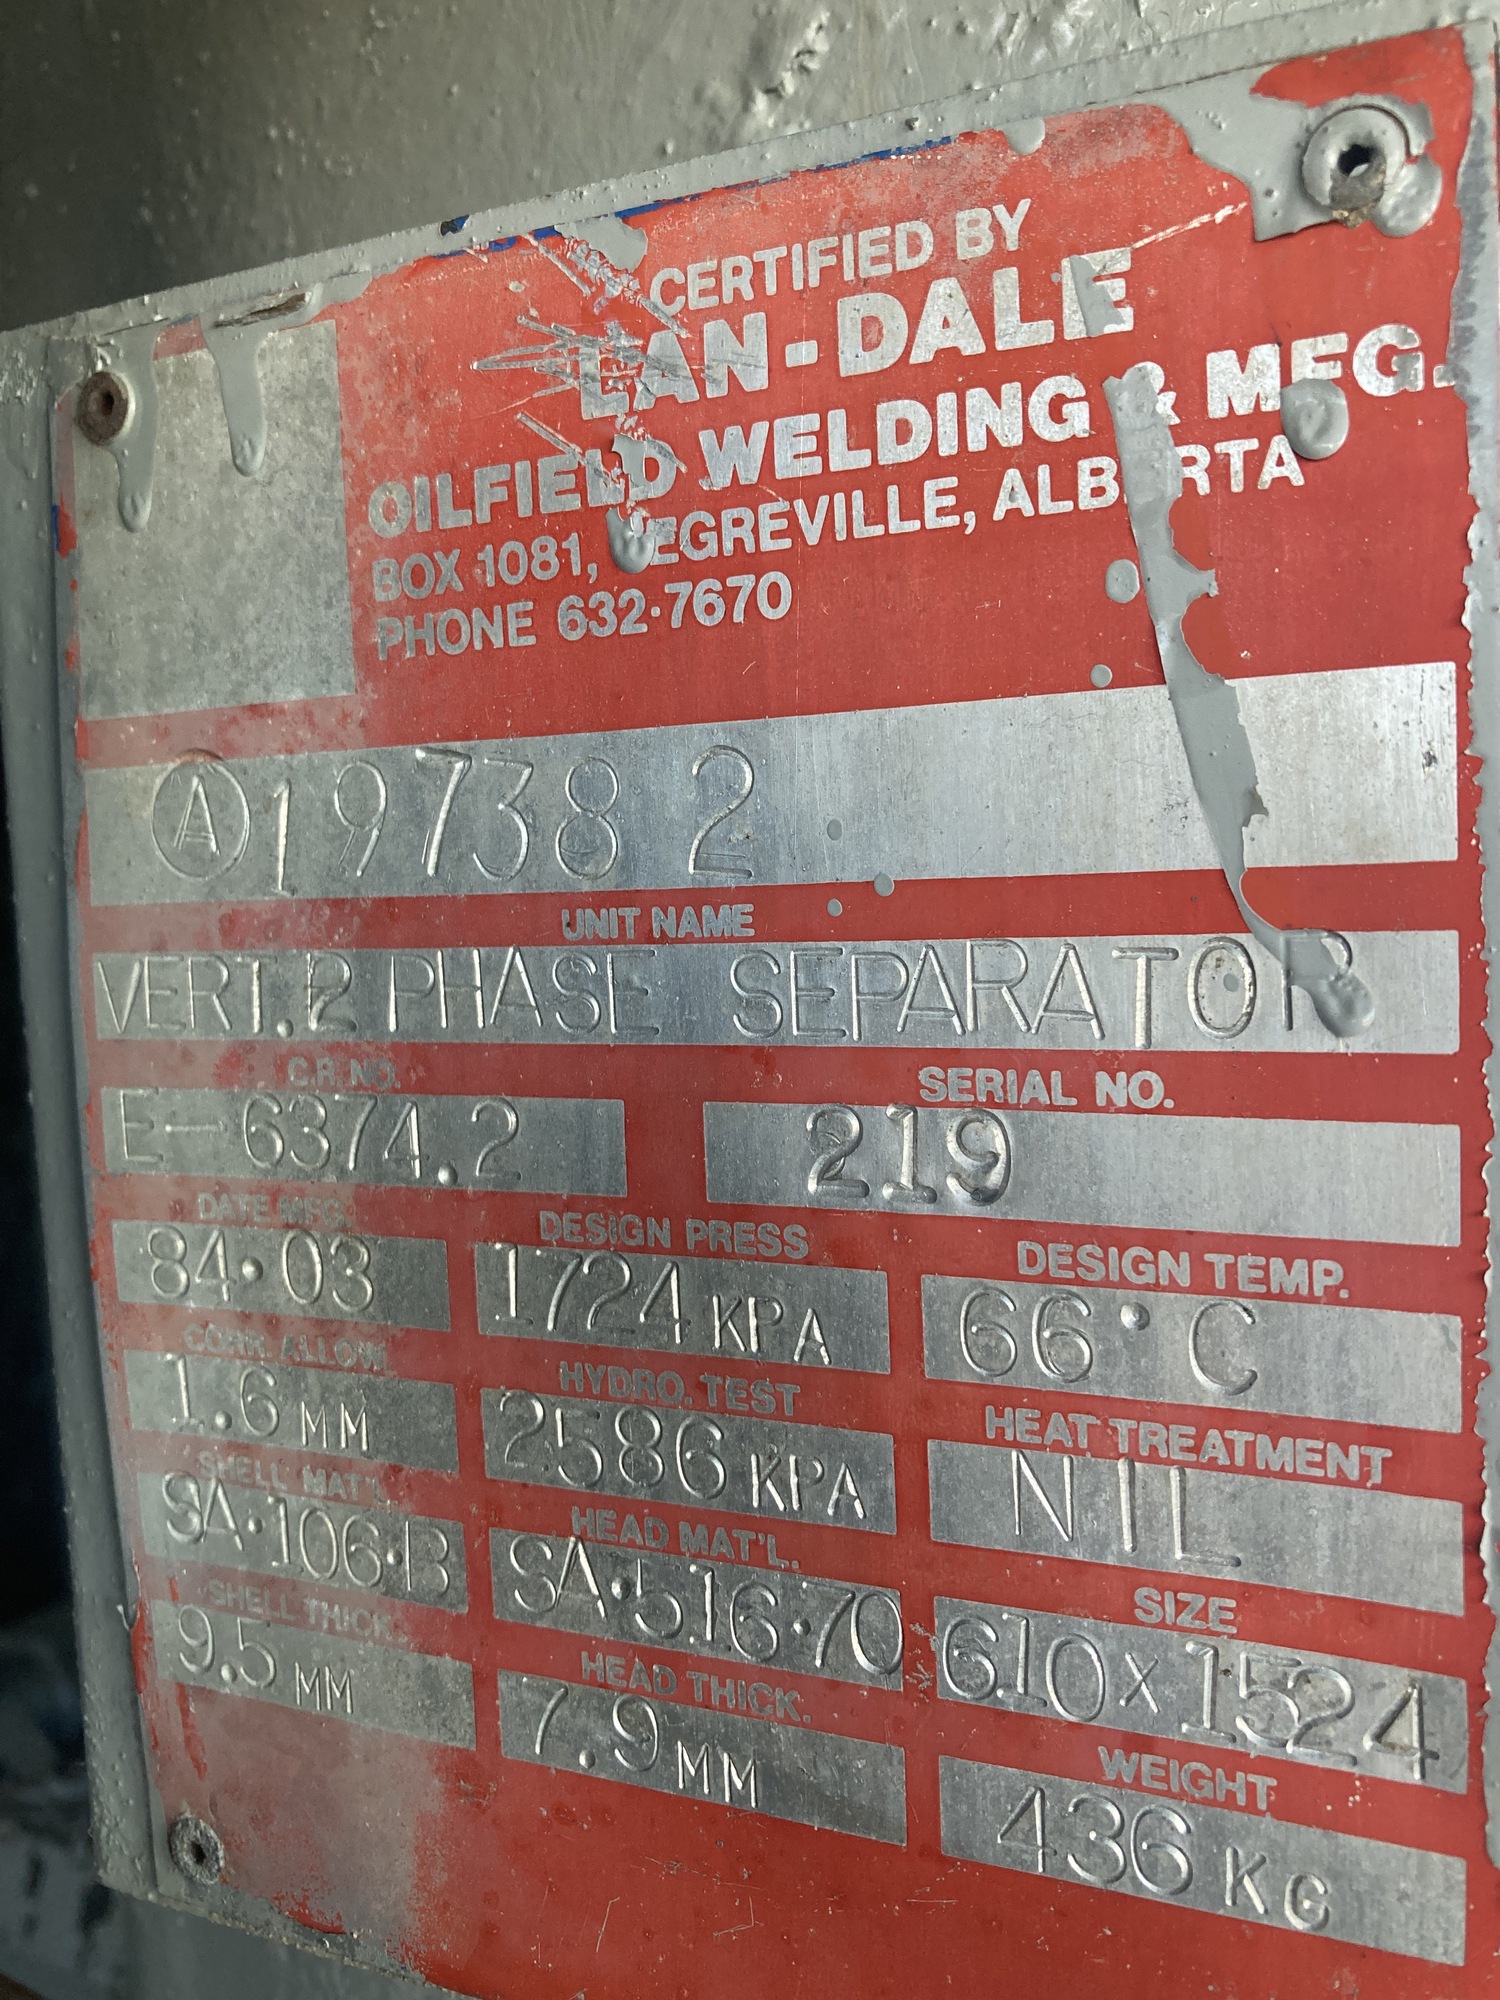 CERTIFIED BY
LAN-DALE
OILFIELD WELDING & MFG.
BOX 1081, VEGREVILLE, ALBERTA
PHONE 632-7670
Ⓐ197382
UNIT NAME
VERT. 2 PHASE SEPARATOR
C.R. NO. SERIAL NO.
E-6374.2 219
DATE MFG. DESIGN PRESS DESIGN TEMP.
84·03 1724 KPA 66°C
CORR. ALLOW. HYDRO. TEST HEAT TREATMENT
1.6 MM 2586 KPA NIL
SHELL MAT'L. HEAD MAT'L. SIZE
SA·106·B SA·516·70 610 X 1524
SHELL THICK. HEAD THICK. WEIGHT
9.5 MM 7.9 MM 436 KG